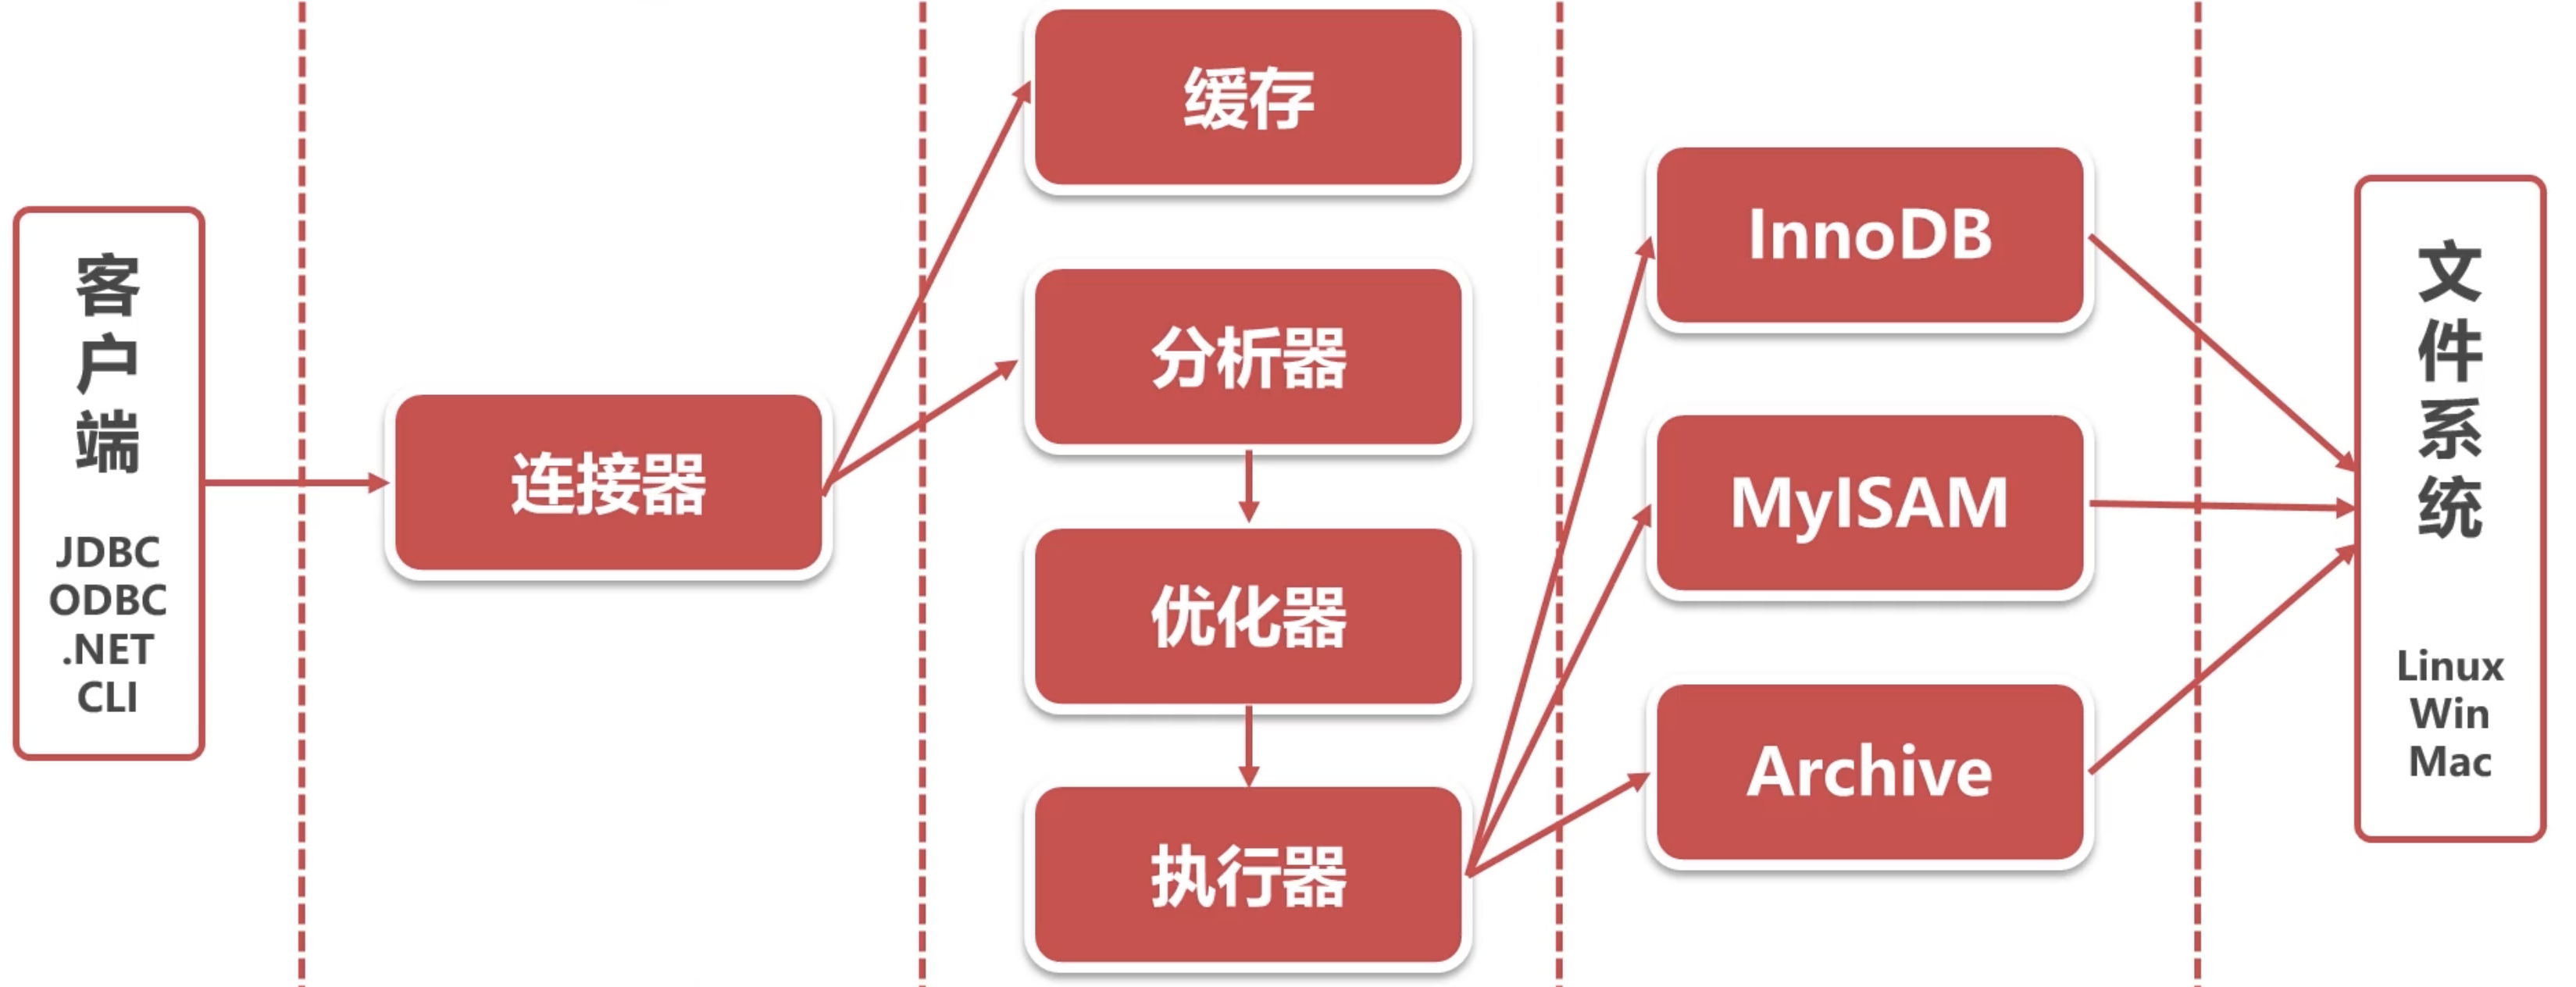 客
户
端
JDBC
ODBC
.NET
CLI
连接器
缓存
分析器
优化器
执行器
InnoDB
MyISAM
Archive
文
件
系
统
Linux
Win
Mac